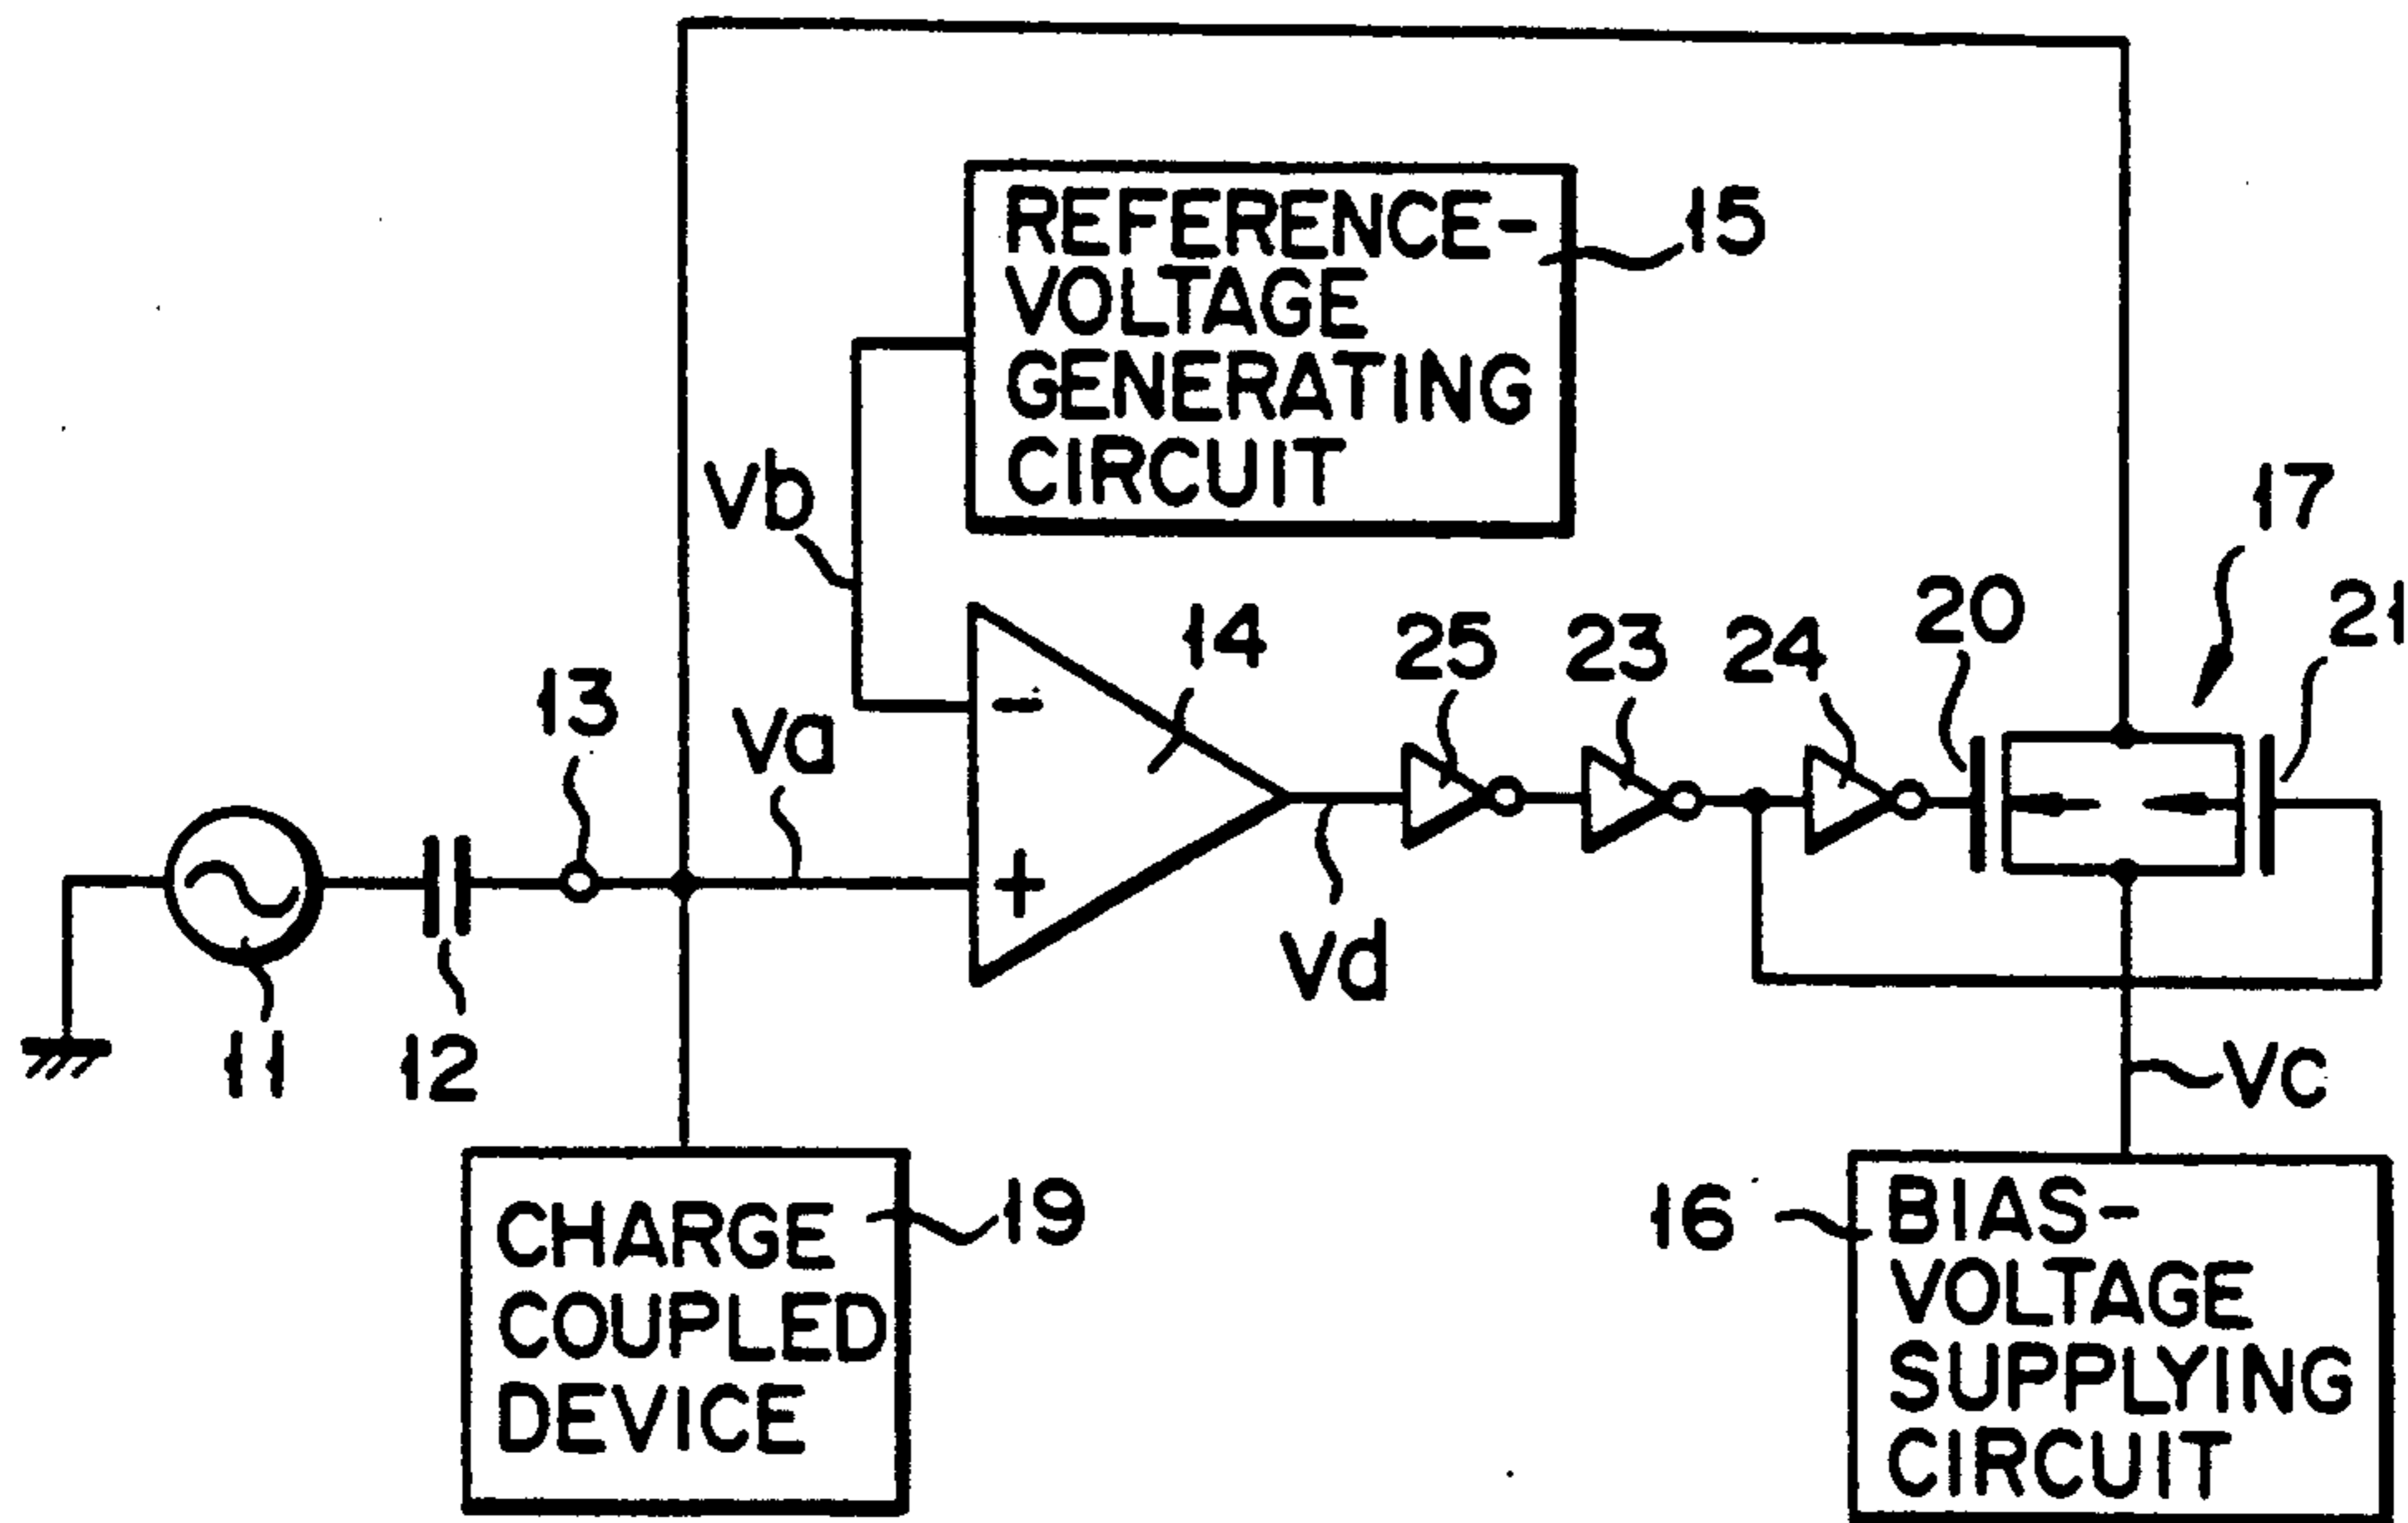 REFERENCE-
VOLTAGE
GENERATING
CIRCUIT
15
Vb
17
14
25
23
24
20
21
13
Va
+
-
Vd
11
12
Vc
CHARGE
COUPLED
DEVICE
19
16
BIAS-
VOLTAGE
SUPPLYING
CIRCUIT